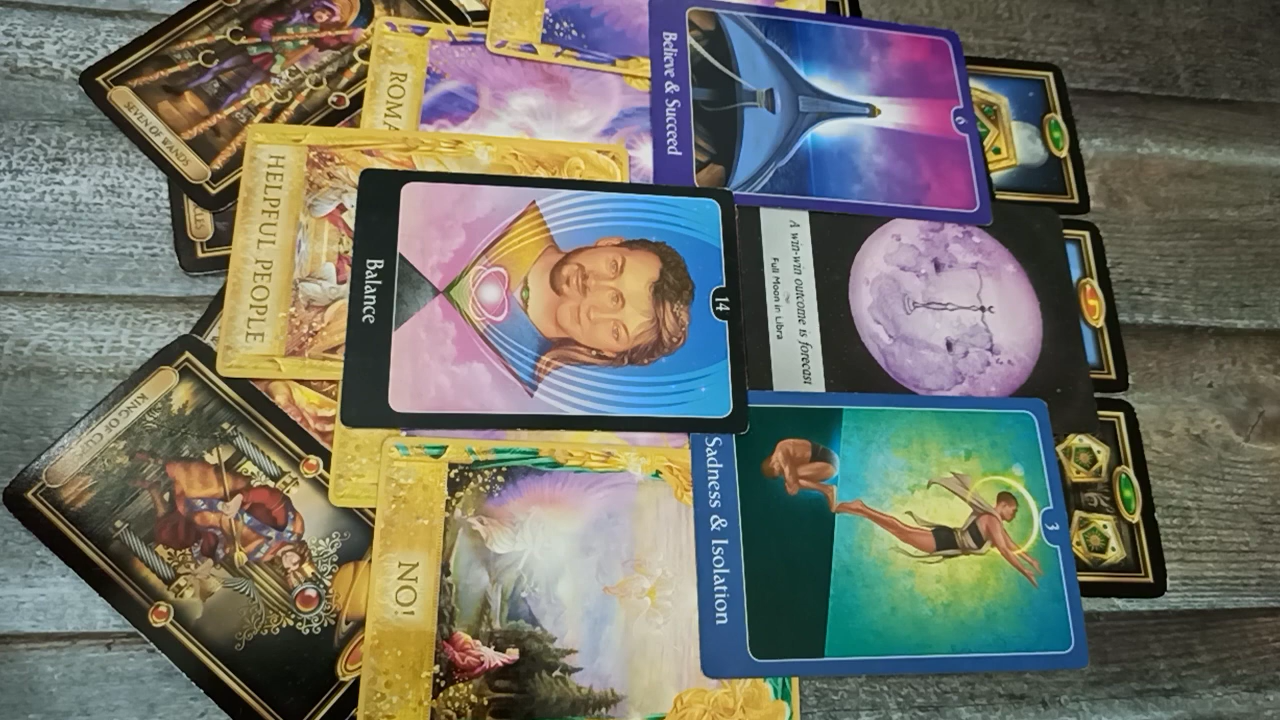 SEVEN OF WANDS
ROMA
HELPFUL PEOPLE
KING OF CU
NO!
14
Balance
6
Believe & Succeed
A win-win outcome is forecast
Full Moon in Libra
3
Sadness & Isolation